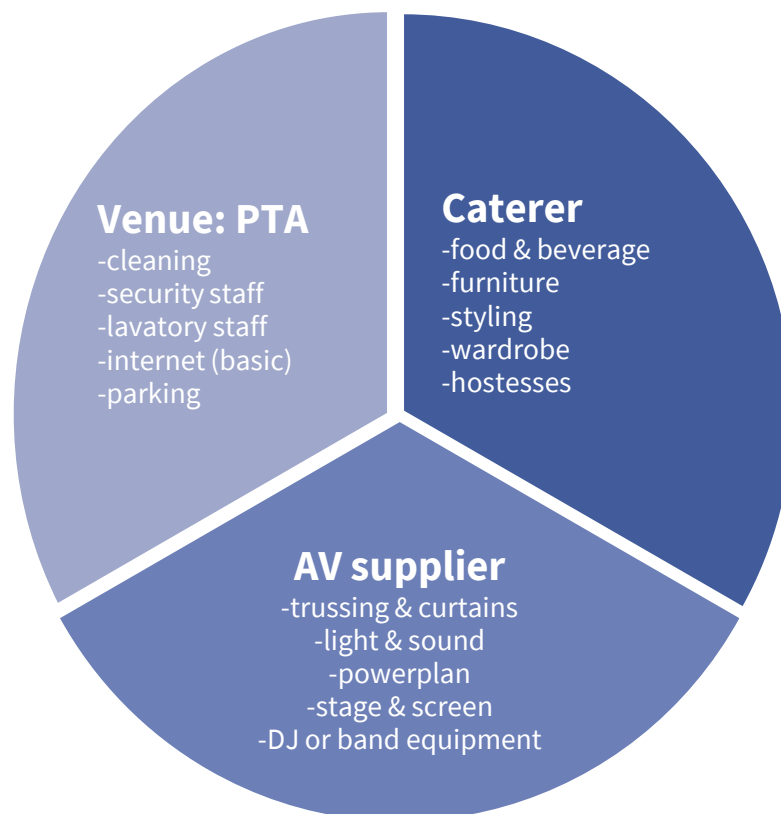 Venue: PTA
-cleaning
-security staff
-lavatory staff
-internet (basic)
-parking
Caterer
-food & beverage
-furniture
-styling
-wardrobe
-hostesses
AV supplier
-trussing & curtains
-light & sound
-powerplan
-stage & screen
-DJ or band equipment